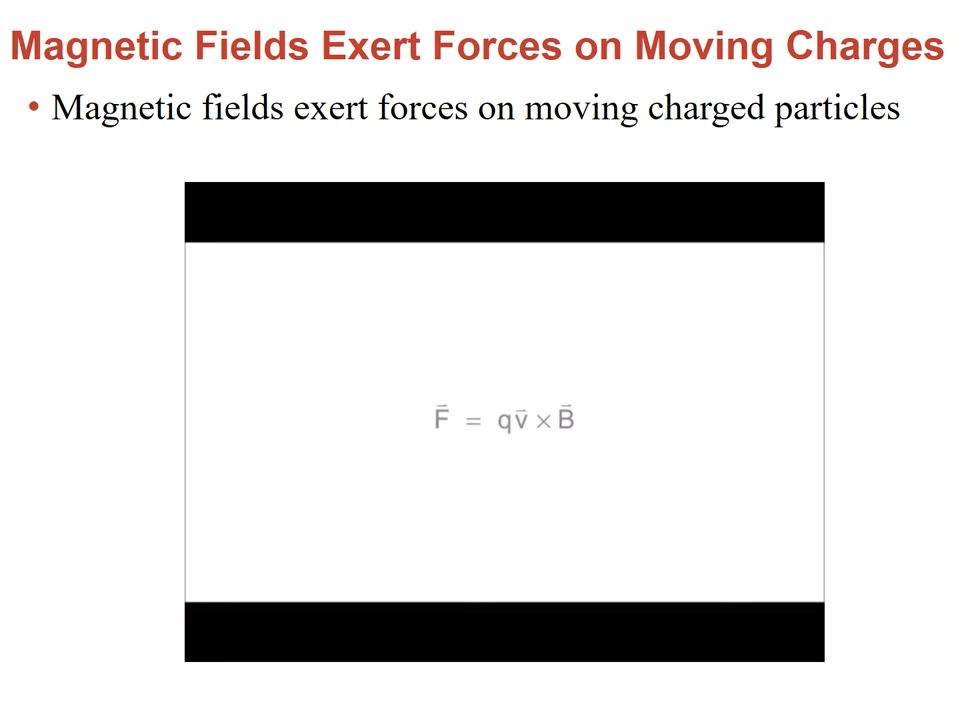 Magnetic Fields Exert Forces on Moving Charges
• Magnetic fields exert forces on moving charged particles
F⃗ = qv⃗ × B⃗